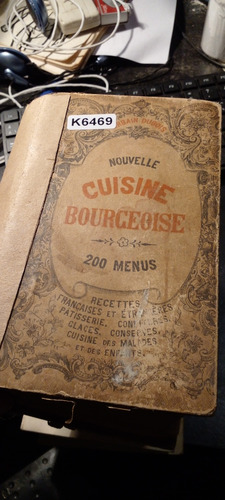 K6469
NOUVELLE
CUISINE
BOURGEOISE
200 MENUS
RECETTES
FRANÇAISES ET ÉTRANGÈRES
PATISSERIE, CONFITURES
GLACES, CONSERVES,
CUISINE DES MALADES
ET DES ENFANTS.